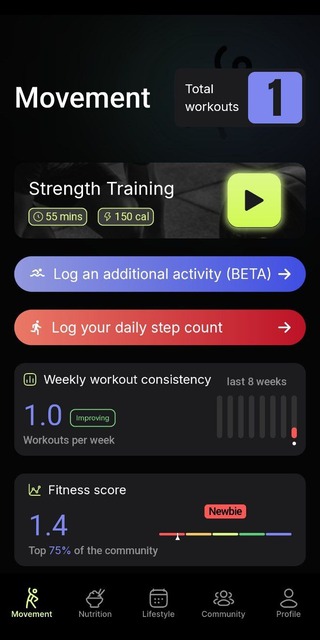 Movement
Total
workouts
1
Strength Training
55 mins
150 cal
Log an additional activity (BETA)
Log your daily step count
Weekly workout consistency
last 8 weeks
1.0
Improving
Workouts per week
Fitness score
Newbie
1.4
Top 75% of the community
Movement
Nutrition
Lifestyle
Community
Profile